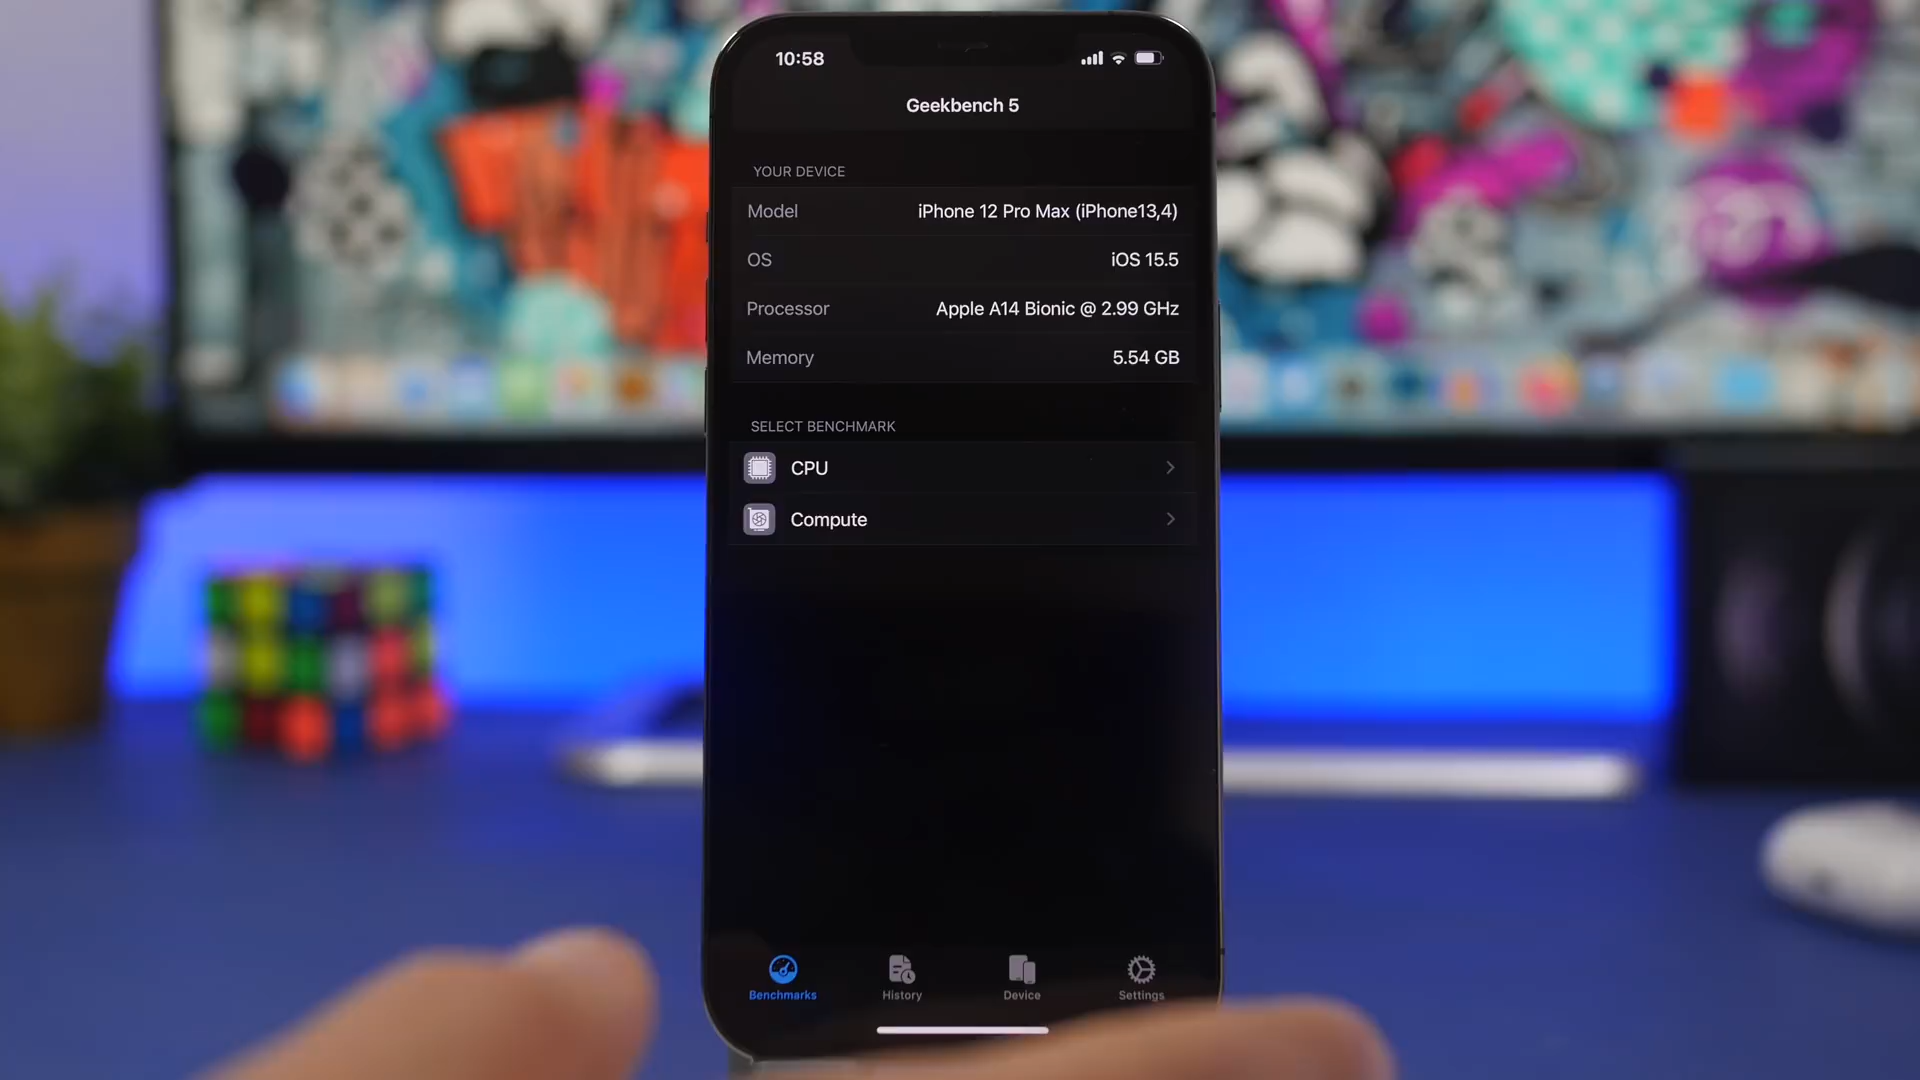 10:58
Geekbench 5
YOUR DEVICE
Model iPhone 12 Pro Max (iPhone13,4)
OS iOS 15.5
Processor Apple A14 Bionic @ 2.99 GHz
Memory 5.54 GB
SELECT BENCHMARK
CPU
Compute
Benchmarks History Device Settings